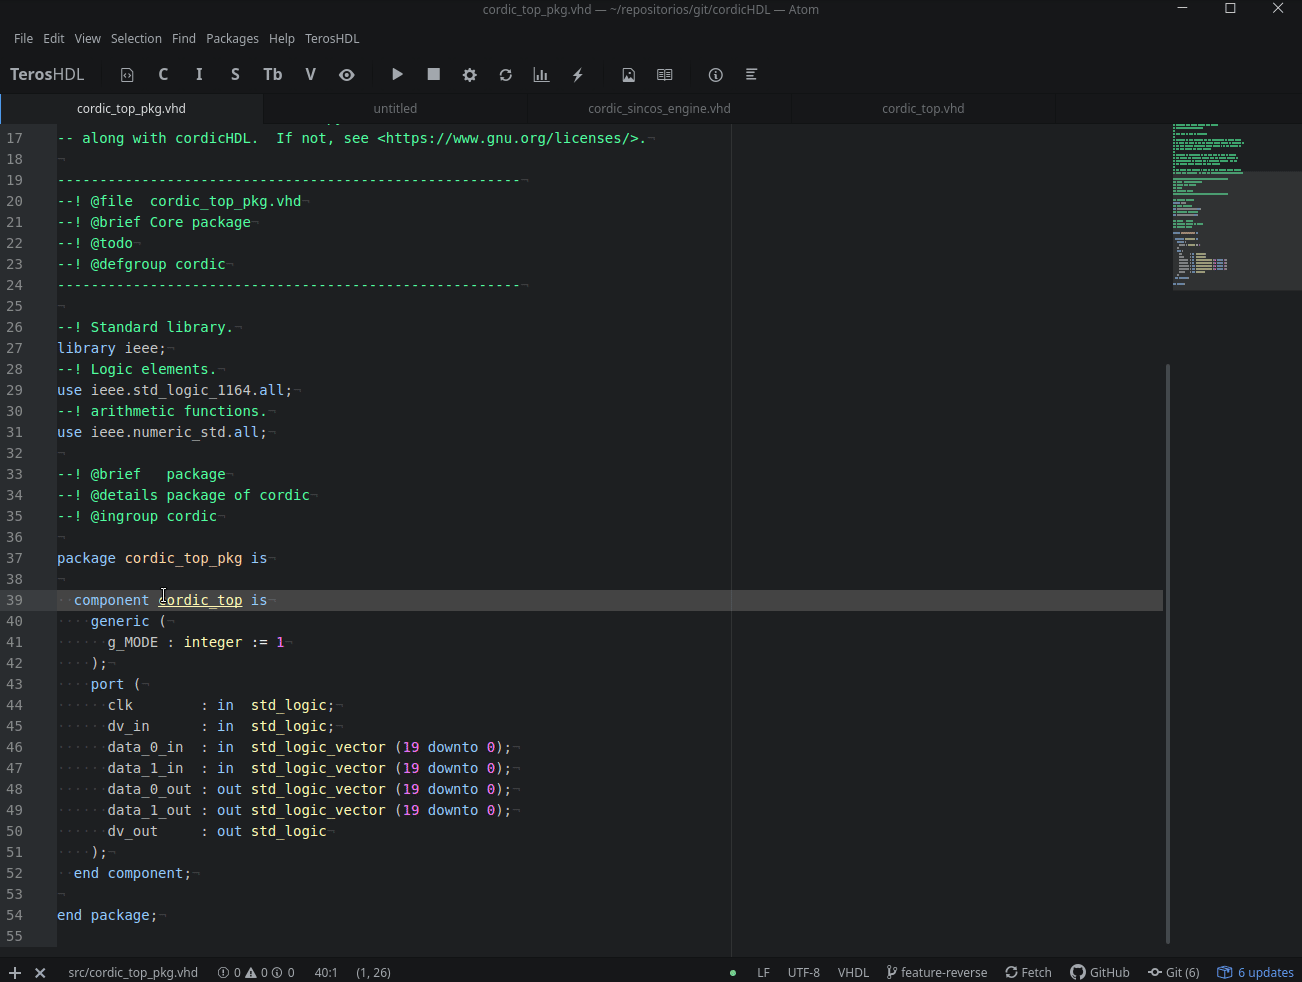 cordic_top_pkg.vhd — ~/repositorios/git/cordicHDL — Atom
File Edit View Selection Find Packages Help TerosHDL
TerosHDL C I S Tb V
cordic_top_pkg.vhd untitled cordic_sincos_engine.vhd cordic_top.vhd
17 -- along with cordicHDL.  If not, see <https://www.gnu.org/licenses/>.
18
19 -------------------------------------------------------
20 --! @file  cordic_top_pkg.vhd
21 --! @brief Core package
22 --! @todo
23 --! @defgroup cordic
24 -------------------------------------------------------
25
26 --! Standard library.
27 library ieee;
28 --! Logic elements.
29 use ieee.std_logic_1164.all;
30 --! arithmetic functions.
31 use ieee.numeric_std.all;
32
33 --! @brief   package
34 --! @details package of cordic
35 --! @ingroup cordic
36
37 package cordic_top_pkg is
38
39   component cordic_top is
40     generic (
41       g_MODE : integer := 1
42     );
43     port (
44       clk        : in  std_logic;
45       dv_in      : in  std_logic;
46       data_0_in  : in  std_logic_vector (19 downto 0);
47       data_1_in  : in  std_logic_vector (19 downto 0);
48       data_0_out : out std_logic_vector (19 downto 0);
49       data_1_out : out std_logic_vector (19 downto 0);
50       dv_out     : out std_logic
51     );
52   end component;
53
54 end package;
55
src/cordic_top_pkg.vhd 0 0 0 40:1 (1, 26) LF UTF-8 VHDL feature-reverse Fetch GitHub Git (6) 6 updates